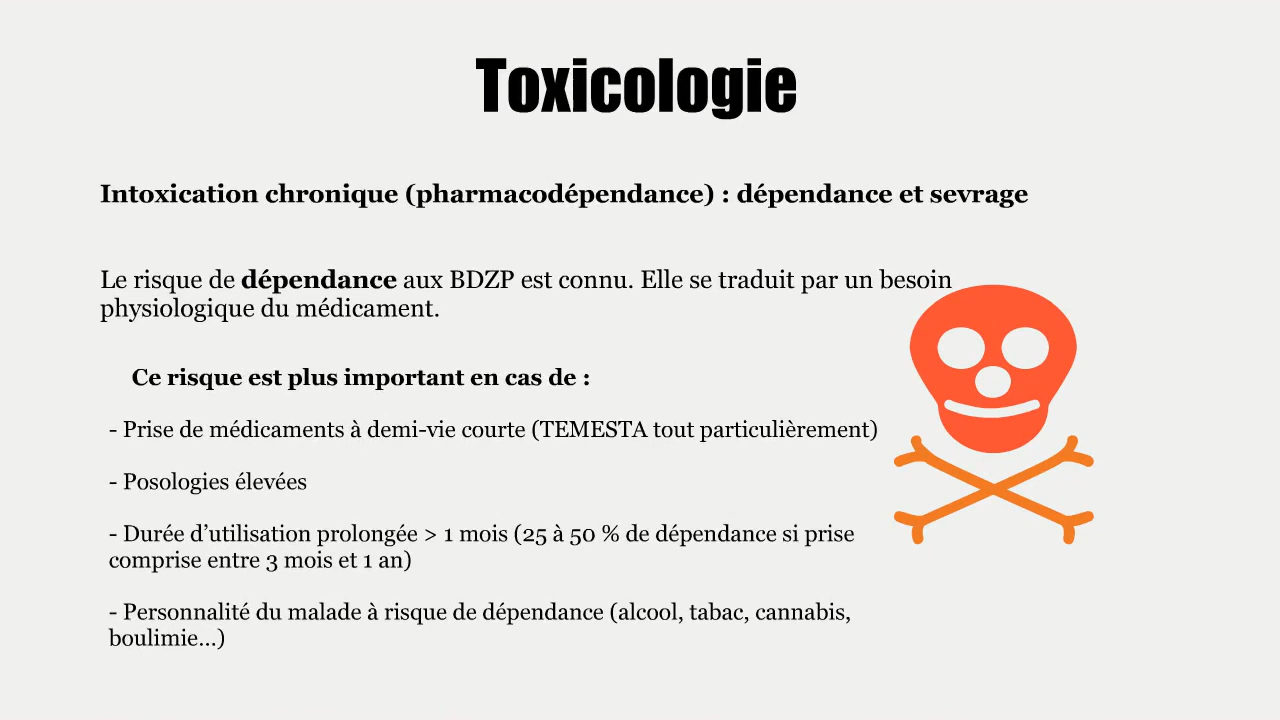 Toxicologie
Intoxication chronique (pharmacodépendance) : dépendance et sevrage
Le risque de dépendance aux BDZP est connu. Elle se traduit par un besoin
physiologique du médicament.
Ce risque est plus important en cas de :
- Prise de médicaments à demi-vie courte (TEMESTA tout particulièrement)
- Posologies élevées
- Durée d’utilisation prolongée > 1 mois (25 à 50 % de dépendance si prise
comprise entre 3 mois et 1 an)
- Personnalité du malade à risque de dépendance (alcool, tabac, cannabis,
boulimie…)